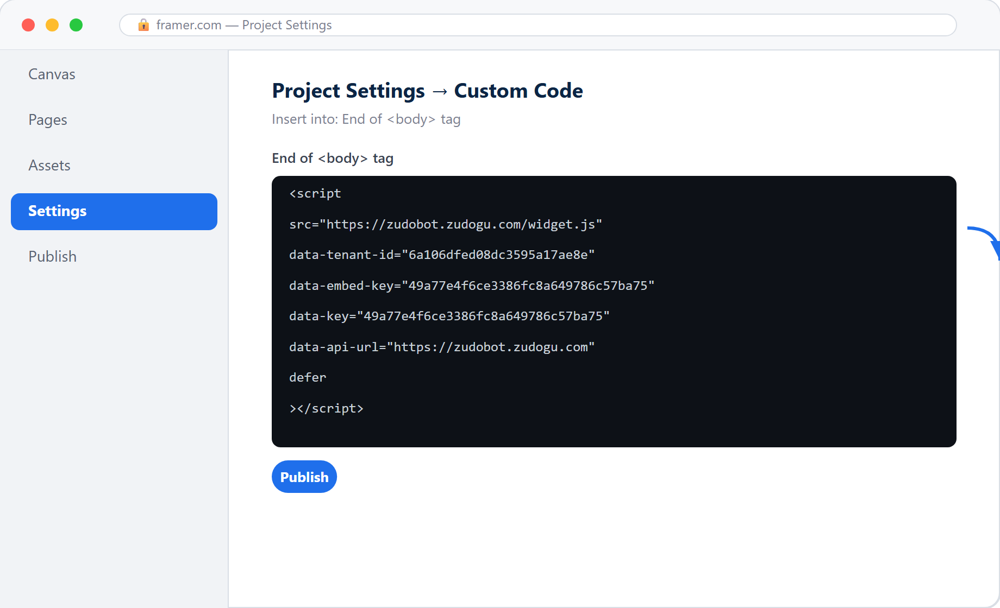 framer.com — Project Settings
Canvas
Pages
Assets
Settings
Publish
Project Settings → Custom Code
Insert into: End of <body> tag
End of <body> tag
<script
src="https://zudobot.zudogu.com/widget.js"
data-tenant-id="6a106dfed08dc3595a17ae8e"
data-embed-key="49a77e4f6ce3386fc8a649786c57ba75"
data-key="49a77e4f6ce3386fc8a649786c57ba75"
data-api-url="https://zudobot.zudogu.com"
defer
></script>
Publish